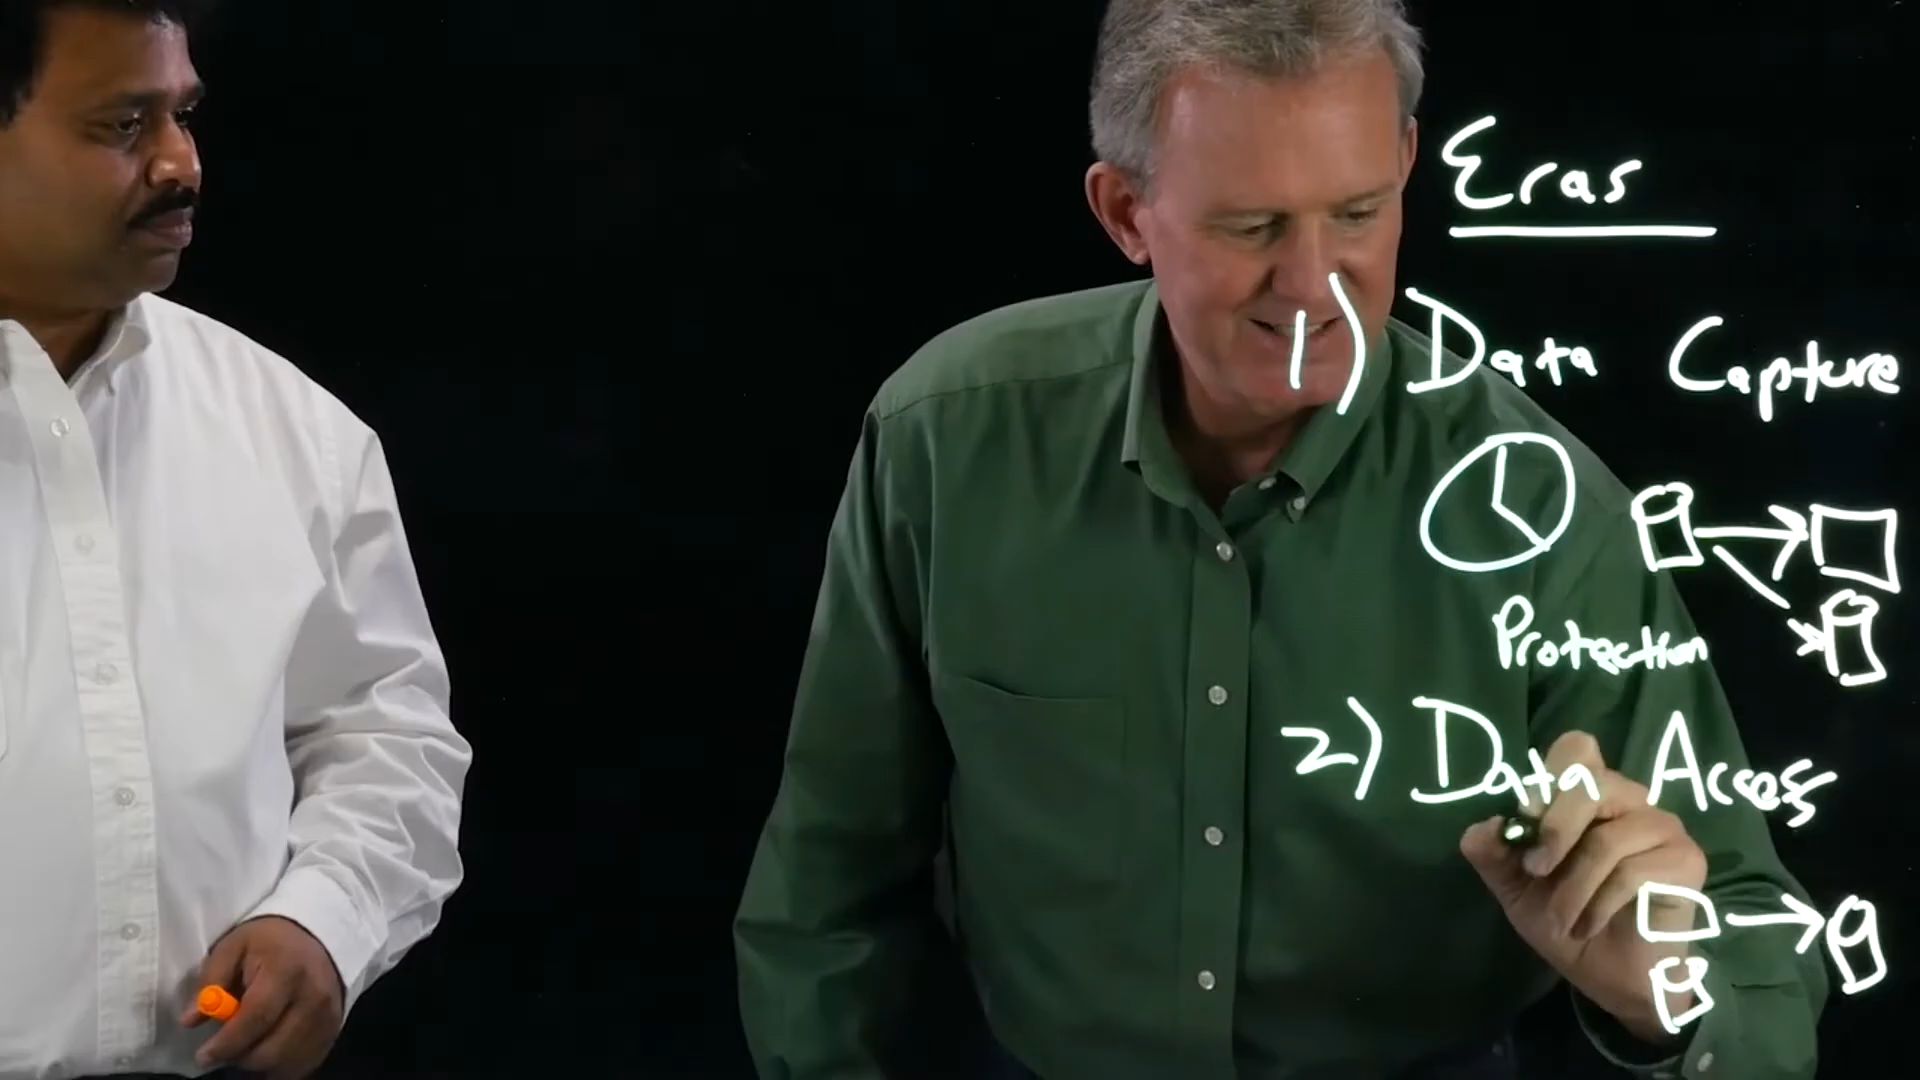 Eras
1) Data Capture
Protection
2) Data Access